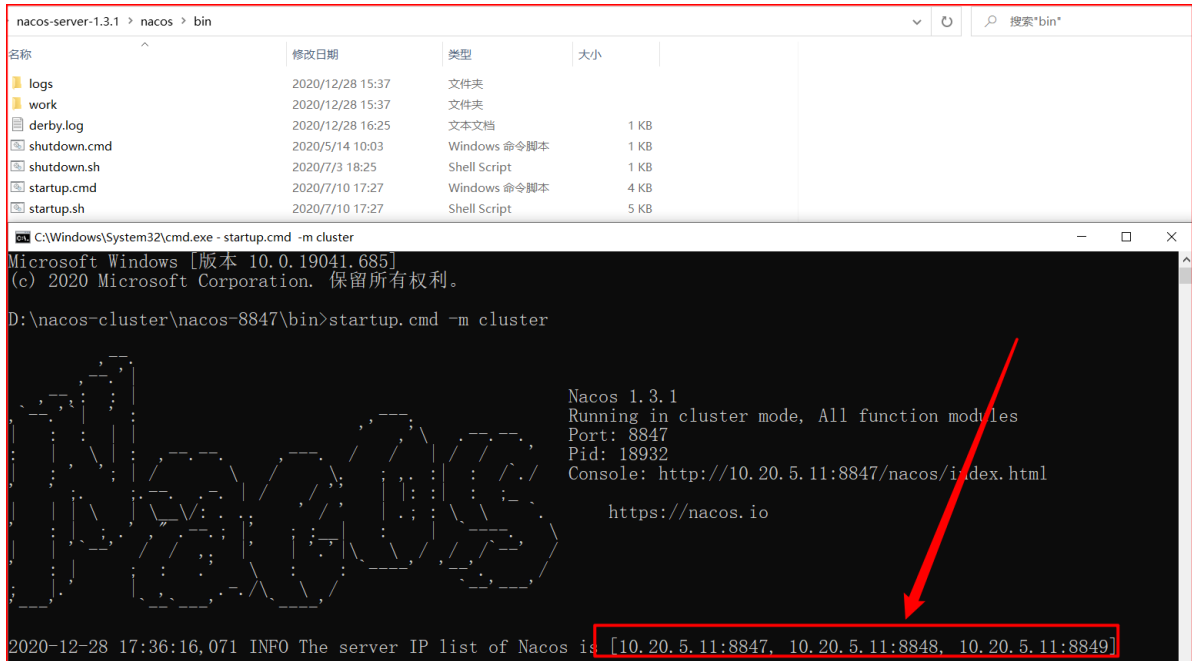 nacos-server-1.3.1 > nacos > bin
搜索"bin"
名称 修改日期 类型 大小
logs 2020/12/28 15:37 文件夹
work 2020/12/28 15:37 文件夹
derby.log 2020/12/28 16:25 文本文档 1 KB
shutdown.cmd 2020/5/14 10:03 Windows 命令脚本 1 KB
shutdown.sh 2020/7/3 18:25 Shell Script 1 KB
startup.cmd 2020/7/10 17:27 Windows 命令脚本 4 KB
startup.sh 2020/7/10 17:27 Shell Script 5 KB
C:\Windows\System32\cmd.exe - startup.cmd -m cluster
Microsoft Windows [版本 10.0.19041.685]
(c) 2020 Microsoft Corporation. 保留所有权利。
D:\nacos-cluster\nacos-8847\bin>startup.cmd -m cluster
Nacos 1.3.1
Running in cluster mode, All function modules
Port: 8847
Pid: 18932
Console: http://10.20.5.11:8847/nacos/index.html
https://nacos.io
2020-12-28 17:36:16,071 INFO The server IP list of Nacos is [10.20.5.11:8847, 10.20.5.11:8848, 10.20.5.11:8849]